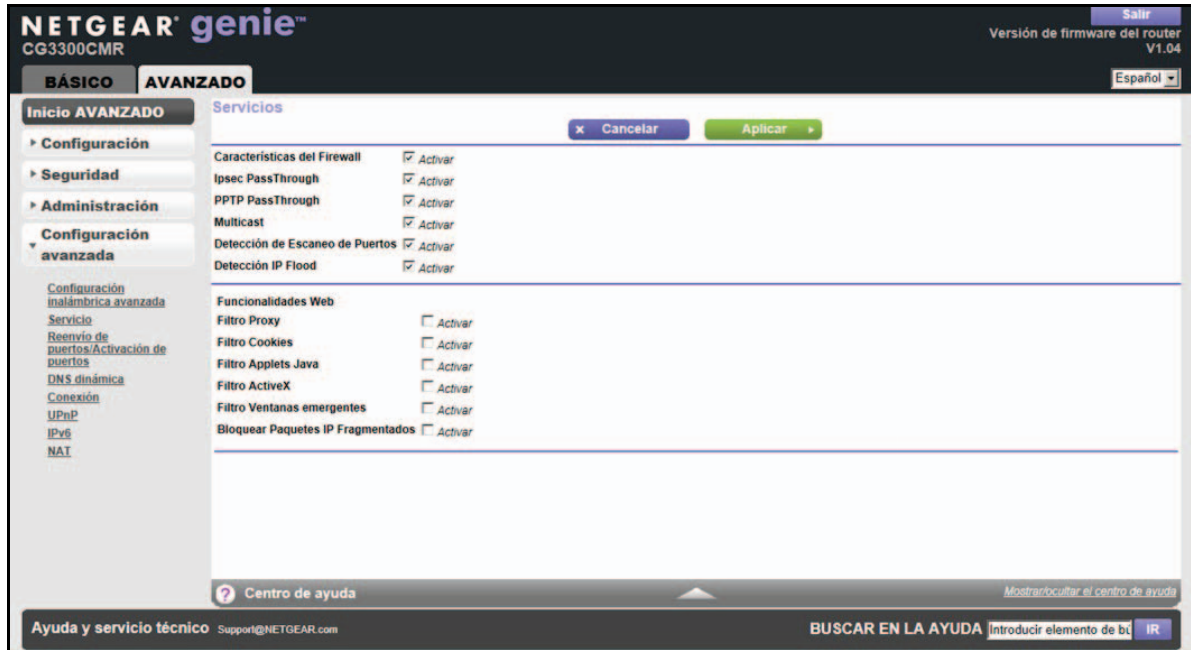 NETGEAR® genie™
Salir
CG3300CMR
Versión de firmware del router
V1.04
BÁSICO
AVANZADO
Español
Inicio AVANZADO
Configuración
Seguridad
Administración
Configuración
avanzada
Configuración
inalámbrica avanzada
Servicio
Reenvío de
puertos/Activación de
puertos
DNS dinámica
Conexión
UPnP
IPv6
NAT
Servicios
x Cancelar
Aplicar
Características del Firewall Activar
Ipsec PassThrough Activar
PPTP PassThrough Activar
Multicast Activar
Detección de Escaneo de Puertos Activar
Detección IP Flood Activar
Funcionalidades Web
Filtro Proxy Activar
Filtro Cookies Activar
Filtro Applets Java Activar
Filtro ActiveX Activar
Filtro Ventanas emergentes Activar
Bloquear Paquetes IP Fragmentados Activar
? Centro de ayuda
Mostrar/ocultar el centro de ayuda
Ayuda y servicio técnico Support@NETGEAR.com
BUSCAR EN LA AYUDA Introducir elemento de bú IR